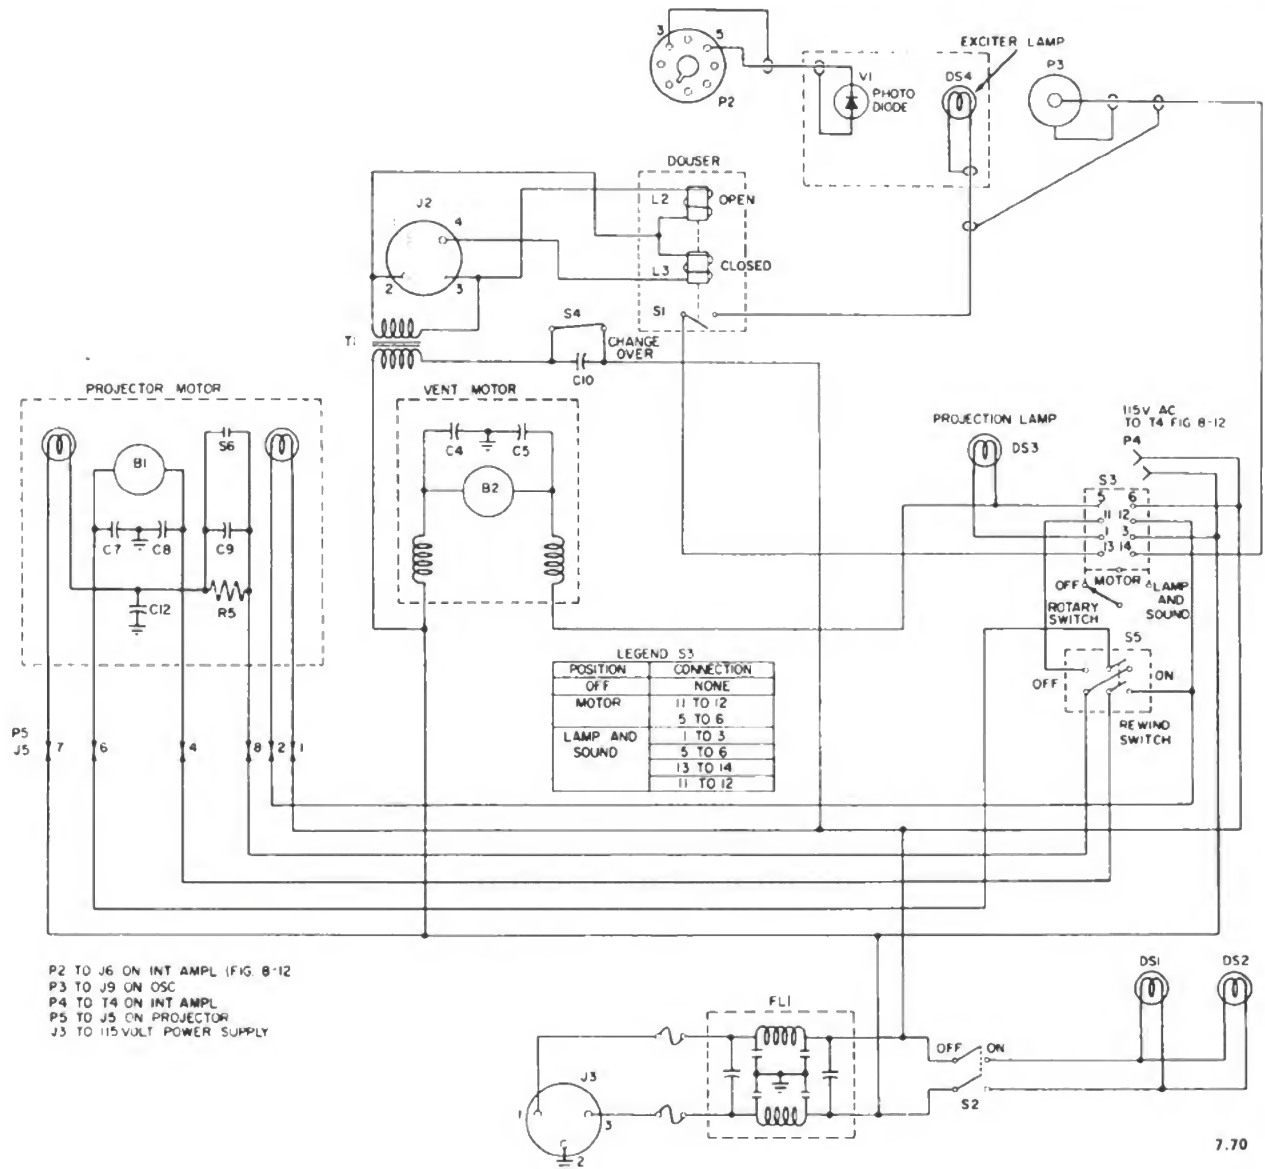 EXCITER LAMP
3
5
P2
V1
PHOTO
DIODE
DS4
P3
DOUSER
L2
OPEN
L3
CLOSED
S1
J2
4
2
3
T1
S4
CHANGE
OVER
C10
PROJECTOR MOTOR
S6
B1
C7
C8
C9
C12
R5
VENT MOTOR
C4
C5
B2
PROJECTION LAMP
DS3
115V AC
TO T4 FIG 8-12
P4
S3
5 6
11 12
1 3
13 14
OFF
MOTOR
LAMP
AND
SOUND
ROTARY
SWITCH
S5
OFF
ON
REWIND
SWITCH
LEGEND S3
POSITION CONNECTION
OFF NONE
MOTOR 11 TO 12
5 TO 6
LAMP AND SOUND 1 TO 3
5 TO 6
13 TO 14
11 TO 12
P5
J5
7
6
4
8
2
1
P2 TO J6 ON INT AMPL (FIG. 8-12
P3 TO J9 ON OSC
P4 TO T4 ON INT AMPL
P5 TO J5 ON PROJECTOR
J3 TO 115 VOLT POWER SUPPLY
FL1
J3
1
3
2
OFF
ON
S2
DS1
DS2
7.70